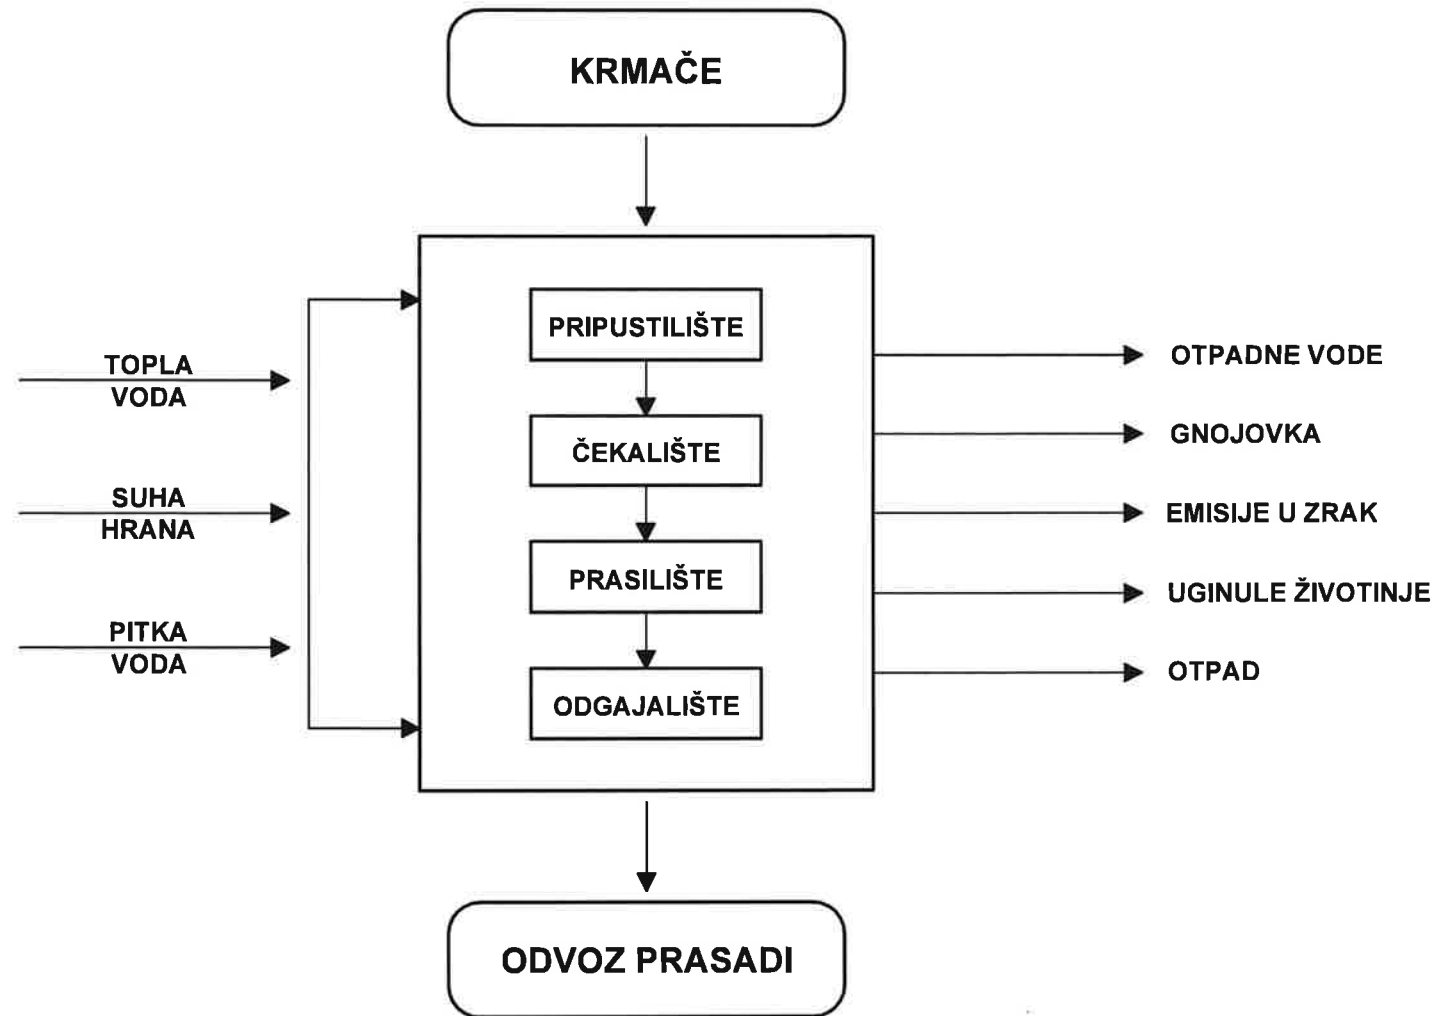 KRMAČE
PRIPUSTILIŠTE
ČEKALIŠTE
PRASILIŠTE
ODGAJALIŠTE
TOPLA
VODA
SUHA
HRANA
PITKA
VODA
OTPADNE VODE
GNOJOVKA
EMISIJE U ZRAK
UGINULE ŽIVOTINJE
OTPAD
ODVOZ PRASADI